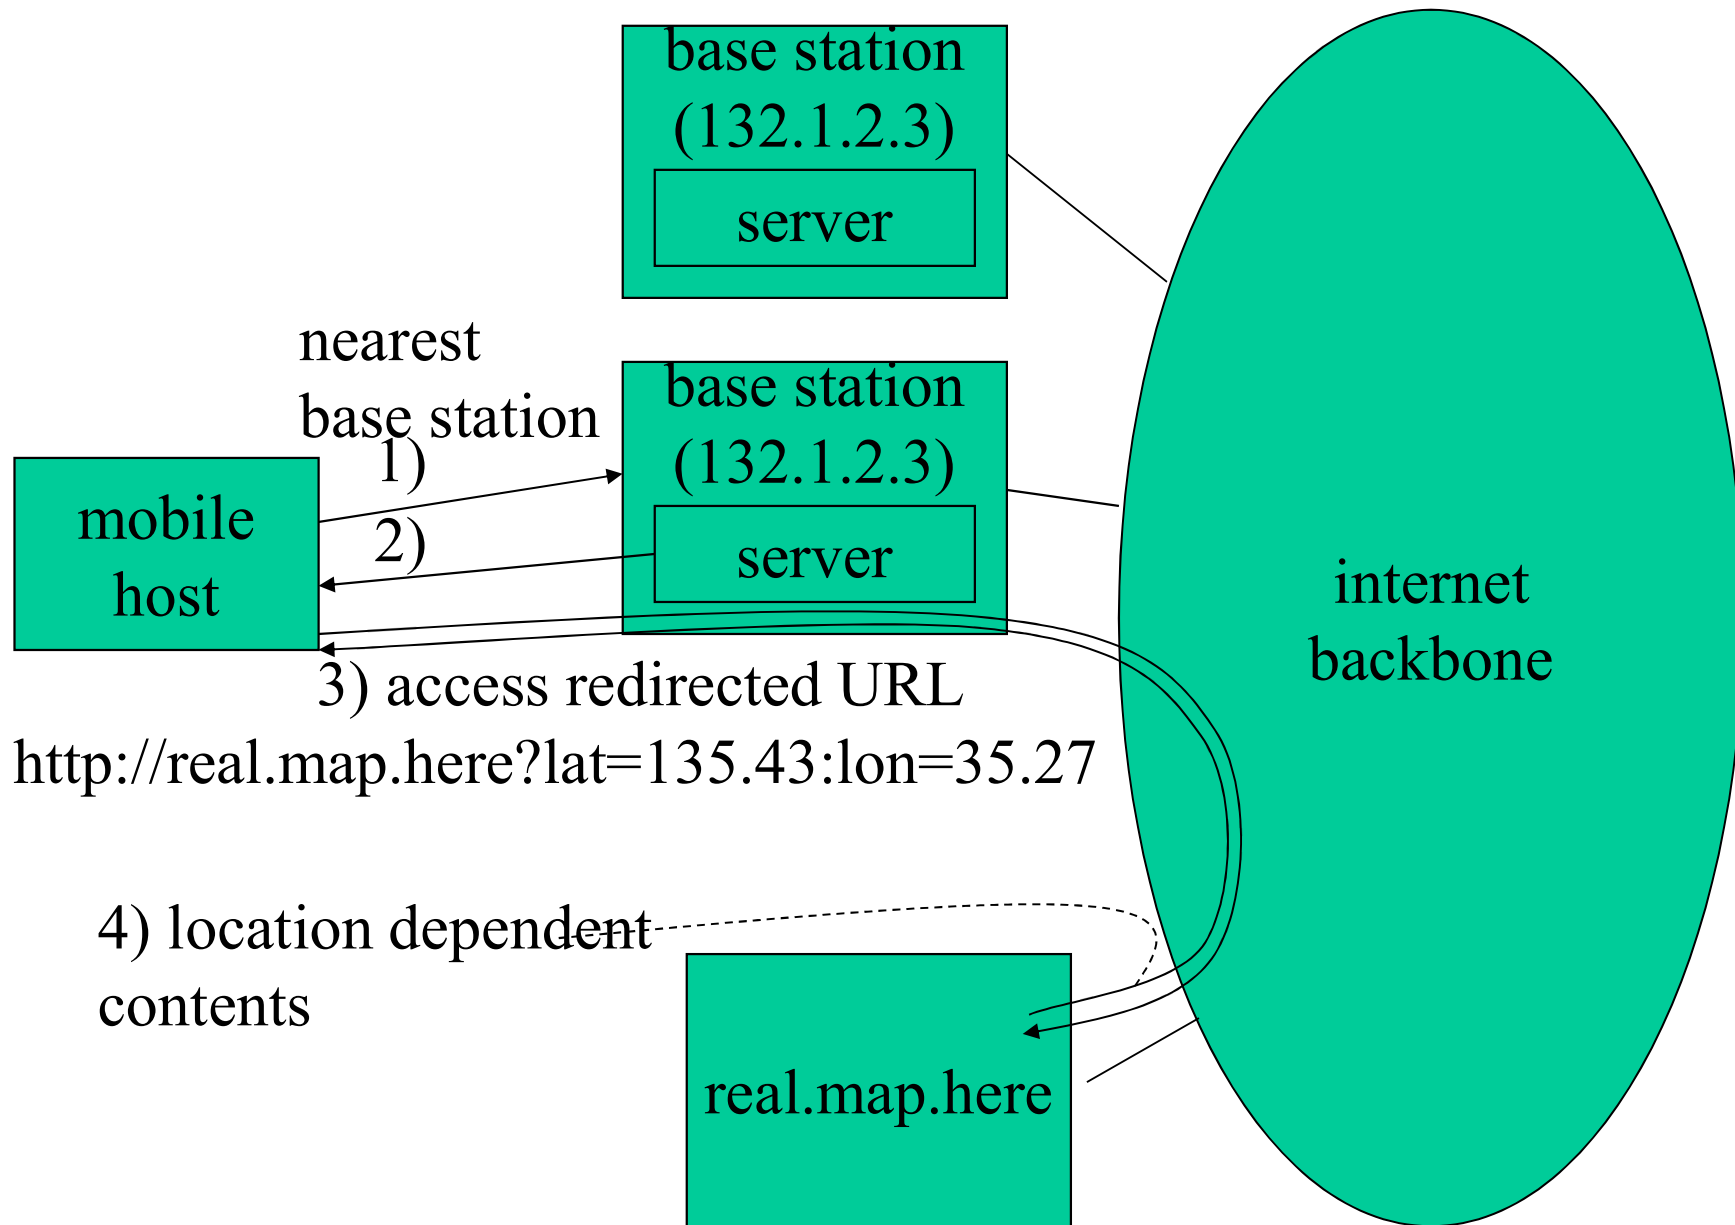 base station
(132.1.2.3)
server
nearest
base station
base station
(132.1.2.3)
server
1)
2)
mobile
host
internet
backbone
3) access redirected URL
http://real.map.here?lat=135.43:lon=35.27
4) location dependent
contents
real.map.here